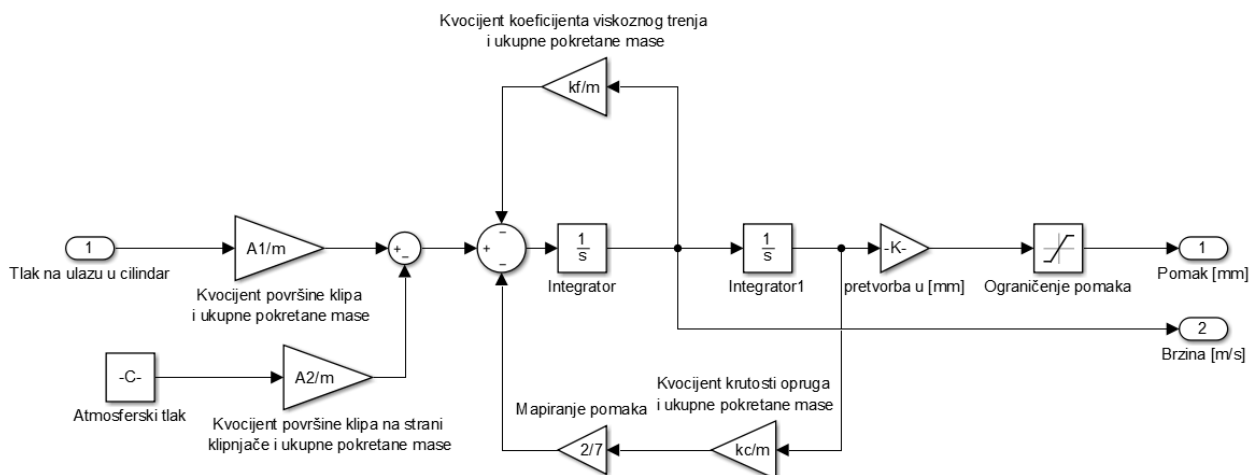 Kvocijent koeficijenta viskoznog trenja
i ukupne pokretane mase
kf/m
1
Tlak na ulazu u cilindar
A1/m
Kvocijent površine klipa
i ukupne pokretane mase
+
−
−
+
−
1
s
Integrator
1
s
Integrator1
-K-
pretvorba u [mm]
Ograničenje pomaka
1
Pomak [mm]
2
Brzina [m/s]
-C-
Atmosferski tlak
A2/m
Kvocijent površine klipa na strani
klipnjače i ukupne pokretane mase
Mapiranje pomaka
2/7
Kvocijent krutosti opruga
i ukupne pokretane mase
kc/m